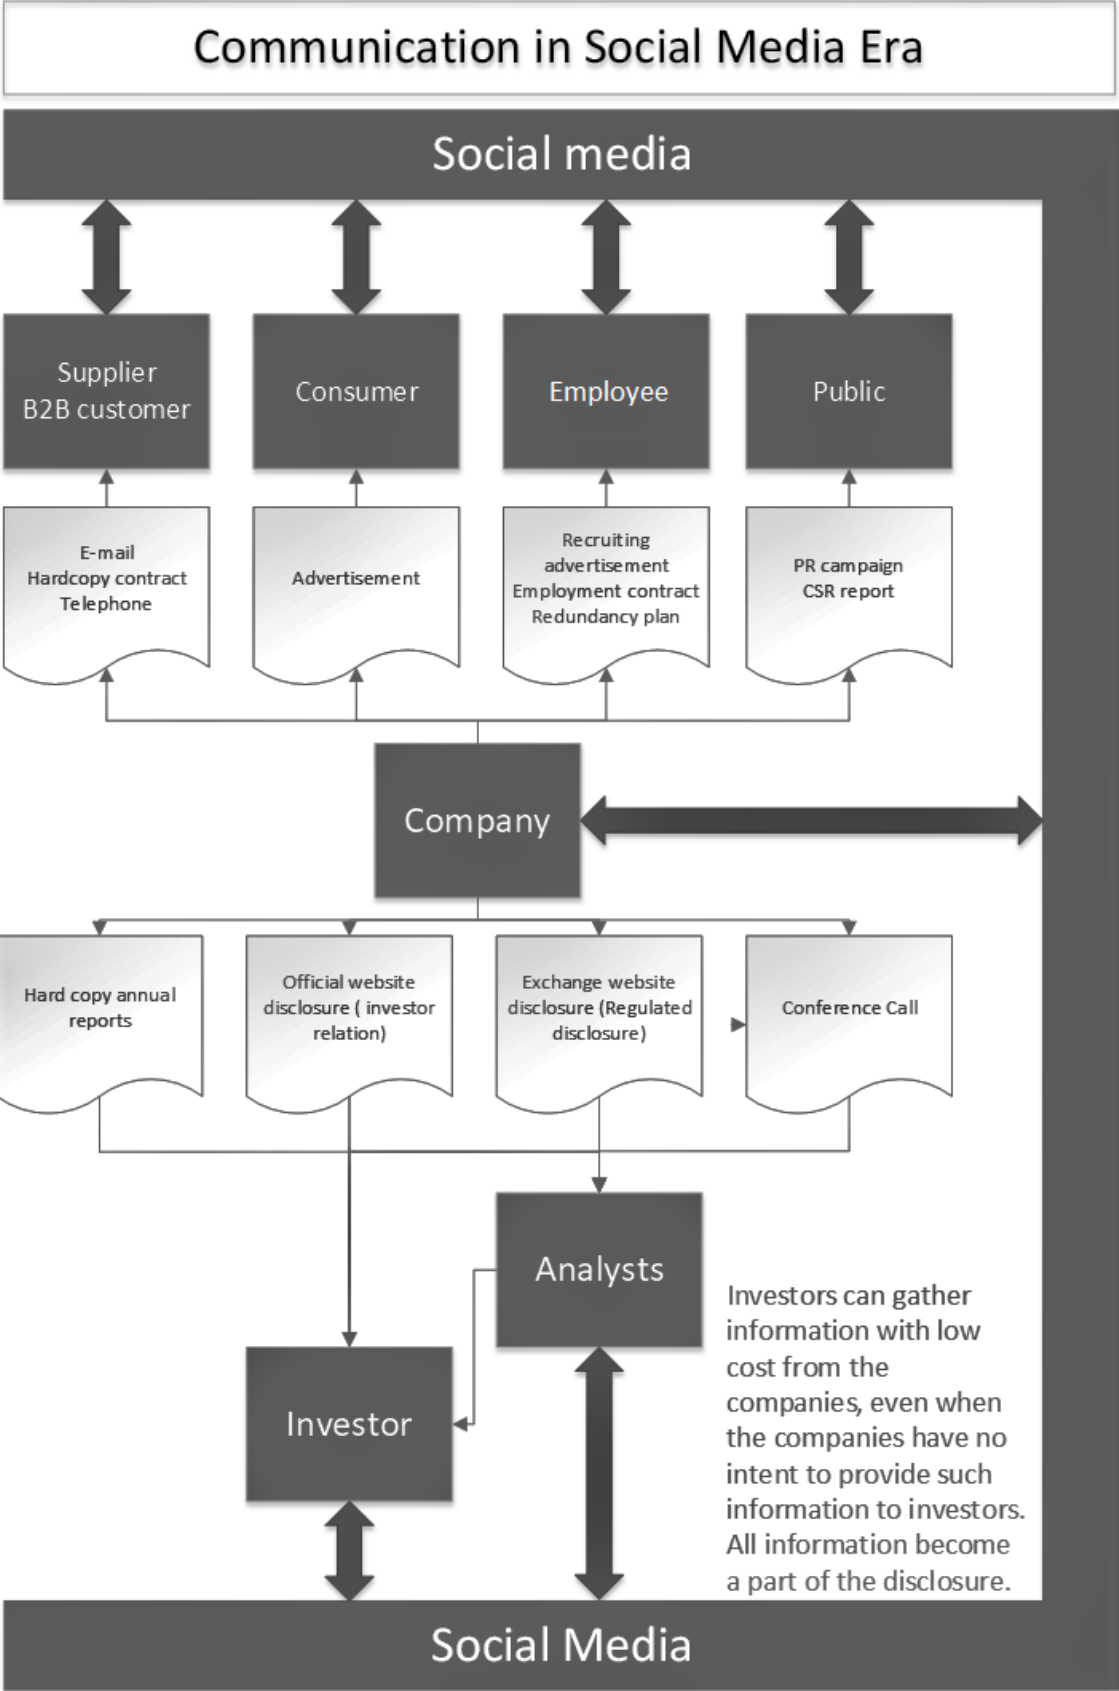 Communication in Social Media Era
Social media
Supplier
B2B customer
Consumer
Employee
Public
E-mail
Hardcopy contract
Telephone
Advertisement
Recruiting
advertisement
Employment contract
Redundancy plan
PR campaign
CSR report
Company
Hard copy annual
reports
Official website
disclosure ( investor
relation)
Exchange website
disclosure (Regulated
disclosure)
Conference Call
Analysts
Investor
Investors can gather
information with low
cost from the
companies, even when
the companies have no
intent to provide such
information to investors.
All information become
a part of the disclosure.
Social Media